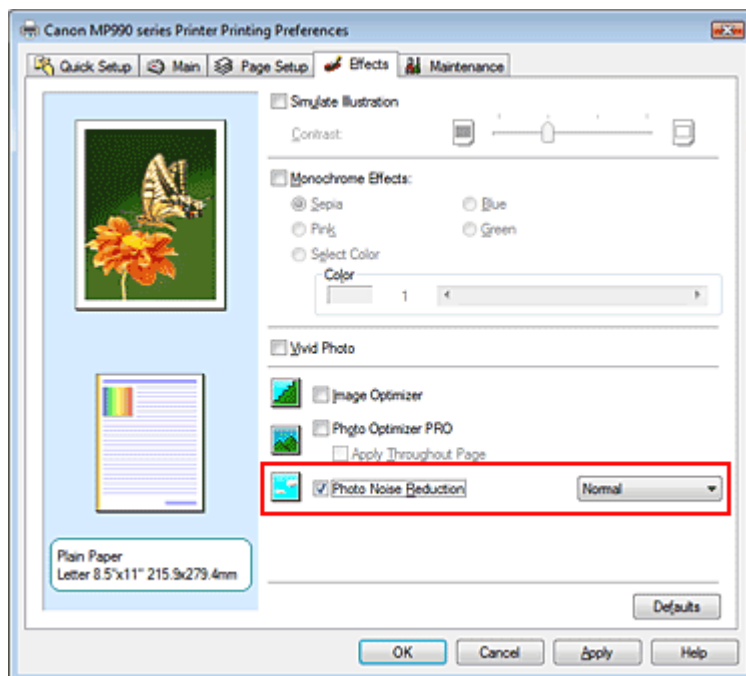 Canon MP990 series Printer Printing Preferences
Quick Setup Main Page Setup Effects Maintenance
Simulate Illustration
Contrast:
Monochrome Effects:
Sepia Blue
Pink Green
Select Color
Color
1
Vivid Photo
Image Optimizer
Photo Optimizer PRO
Apply Throughout Page
Photo Noise Reduction Normal
Plain Paper
Letter 8.5"x11" 215.9x279.4mm
Defaults
OK Cancel Apply Help